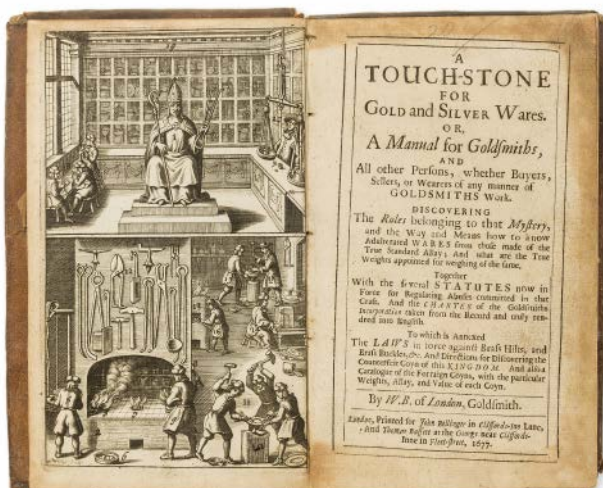 A
TOUCH-STONE
FOR
GOLD and SILVER Wares.
OR,
A Manual for Goldsmiths,
AND
All other Persons, whether Buyers,
Sellers, or Wearers of any manner of
GOLDSMITHS Work.
DISCOVERING
The Rules belonging to that Mystery,
and the Way and Means how to know
Adulterated WARES from those made of the
True Standard Allay; And what are the True
Weights appointed for weighing of the same.
Together
With the several STATUTES now in
Force for Regulating Abuses committed in that
Craft. And the CHARTER of the Goldsmiths
Incorporation taken from the Record and truly ren-
dred into English.
To which is Annexed
The LAWS in force against Brass Hilts, and
Brass Buckles, &c. And Directions for Discovering the
Counterfeit Coyn of this KINGDOM. And also a
Catalogue of the Forraign Coyns, with the particular
Weights, Allay, and Value of each Coyn.
By W. B. of London, Goldsmith.
London, Printed for John Bellinger in Cliffords-Inn Lane,
And Thomas Basset at the George near Cliffords-
Inne in Fleet-street, 1677.